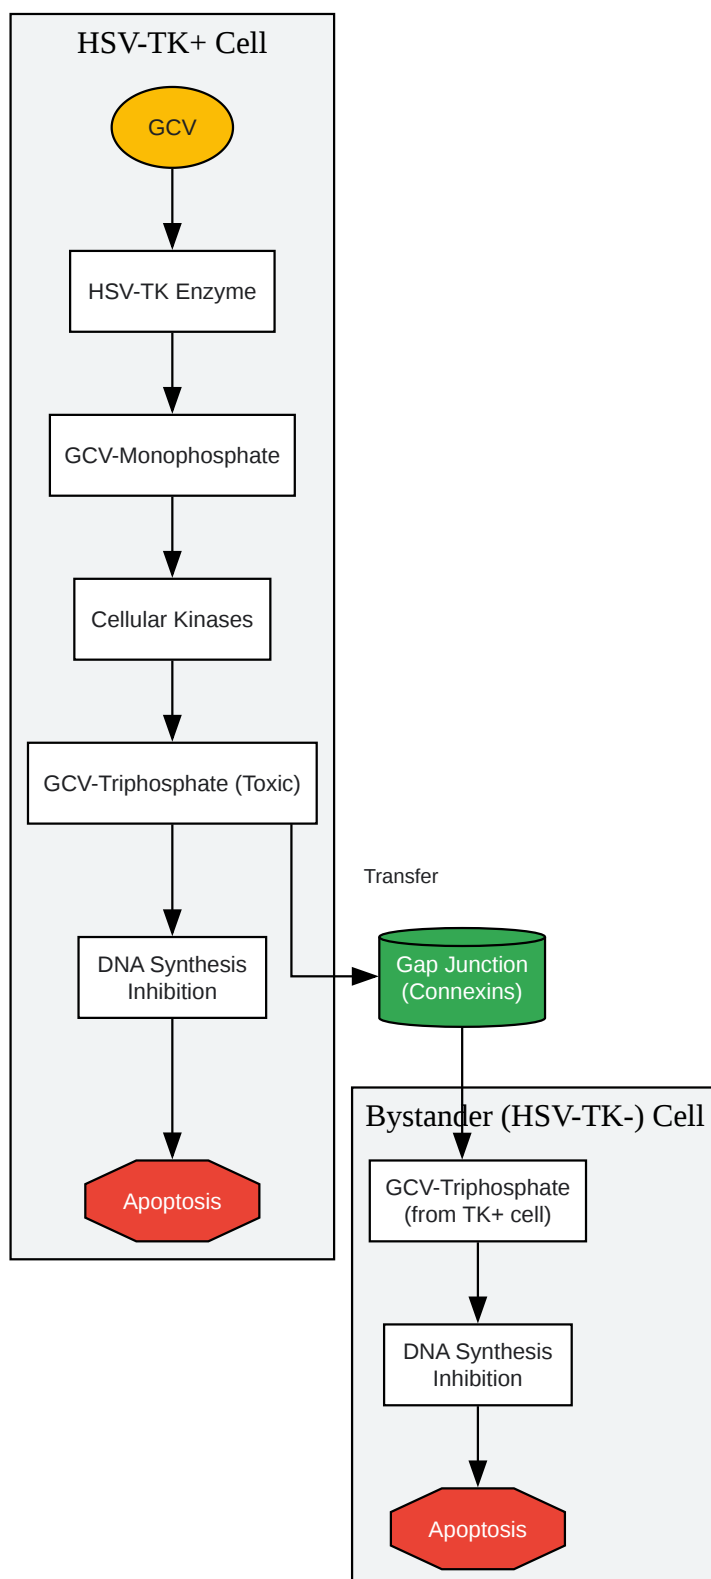 HSV-TK+ Cell
GCV
HSV-TK Enzyme
GCV-Monophosphate
Cellular Kinases
GCV-Triphosphate (Toxic)
DNA Synthesis
Inhibition
Apoptosis
Transfer
Gap Junction
(Connexins)
Bystander (HSV-TK-) Cell
GCV-Triphosphate
(from TK+ cell)
DNA Synthesis
Inhibition
Apoptosis